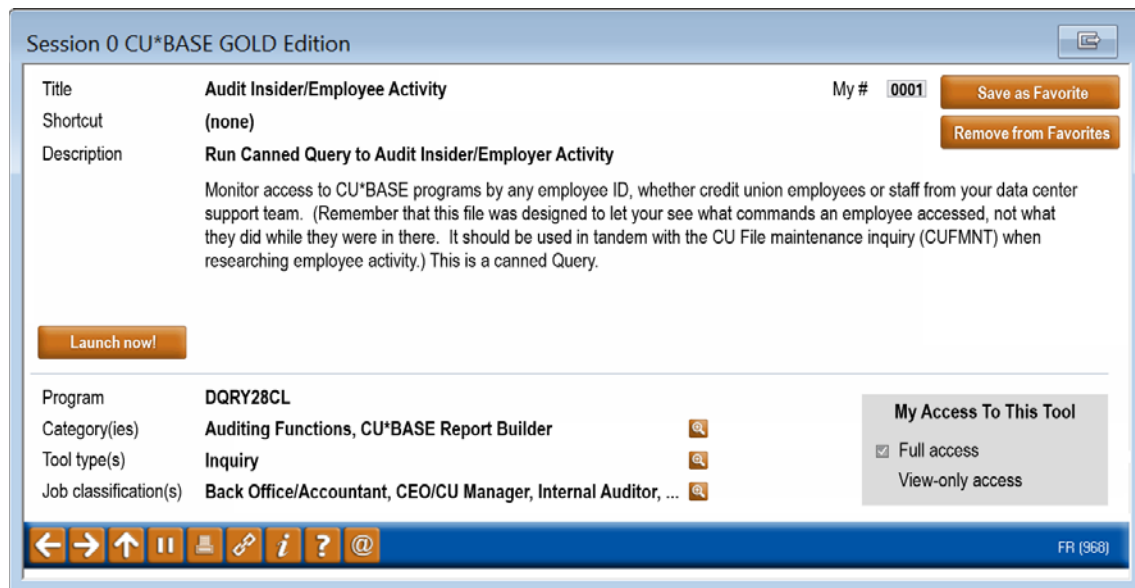 Session 0 CU*BASE GOLD Edition
Title Audit Insider/Employee Activity My # 0001 Save as Favorite
Shortcut (none) Remove from Favorites
Description Run Canned Query to Audit Insider/Employer Activity
Monitor access to CU*BASE programs by any employee ID, whether credit union employees or staff from your data center
support team. (Remember that this file was designed to let your see what commands an employee accessed, not what
they did while they were in there. It should be used in tandem with the CU File maintenance inquiry (CUFMNT) when
researching employee activity.) This is a canned Query.
Launch now!
Program DQRY28CL
Category(ies) Auditing Functions, CU*BASE Report Builder
Tool type(s) Inquiry
Job classification(s) Back Office/Accountant, CEO/CU Manager, Internal Auditor, ...
My Access To This Tool
Full access
View-only access
i ? @ FR (968)